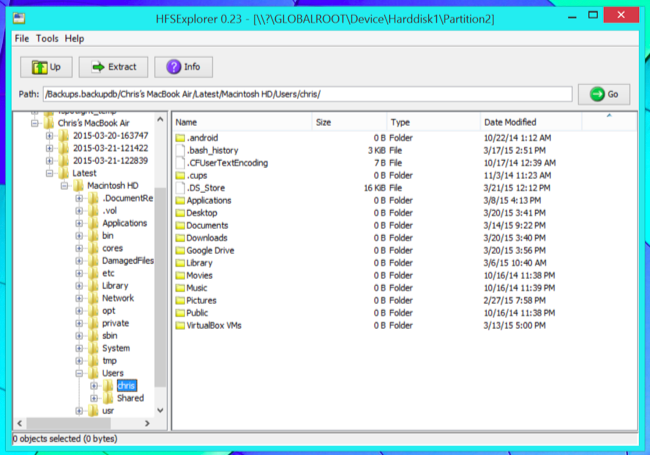 HFSExplorer 0.23 - [\\?\GLOBALROOT\Device\Harddisk1\Partition2]
File Tools Help
Up Extract Info
Path: /Backups.backupdb/Chris's MacBook Air/Latest/Macintosh HD/Users/chris/ Go
Chris's MacBook Air
2015-03-20-163747
2015-03-21-121422
2015-03-21-122839
Latest
Macintosh HD
.DocumentRe
.vol
Applications
bin
cores
DamagedFiles
etc
Library
Network
opt
private
sbin
System
tmp
Users
chris
Shared
usr
Name Size Type Date Modified
.android 0 B Folder 10/22/14 1:12 AM
.bash_history 3 KiB File 3/17/15 2:51 PM
.CFUserTextEncoding 7 B File 10/17/14 12:39 AM
.cups 0 B Folder 11/3/14 11:23 AM
.DS_Store 16 KiB File 3/21/15 12:12 PM
Applications 0 B Folder 3/8/15 4:13 PM
Desktop 0 B Folder 3/20/15 3:41 PM
Documents 0 B Folder 3/14/15 9:22 PM
Downloads 0 B Folder 3/20/15 3:40 PM
Google Drive 0 B Folder 3/20/15 3:56 PM
Library 0 B Folder 3/6/15 10:40 AM
Movies 0 B Folder 10/16/14 11:38 PM
Music 0 B Folder 10/16/14 11:39 PM
Pictures 0 B Folder 2/27/15 7:58 PM
Public 0 B Folder 10/16/14 11:38 PM
VirtualBox VMs 0 B Folder 3/13/15 5:00 PM
0 objects selected (0 bytes)